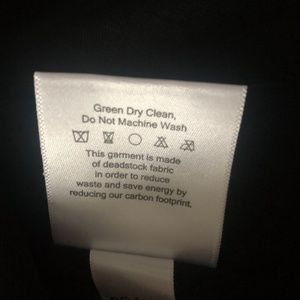 Green Dry Clean,
Do Not Machine Wash
This garment is made
of deadstock fabric
in order to reduce
waste and save energy by
reducing our carbon footprint.